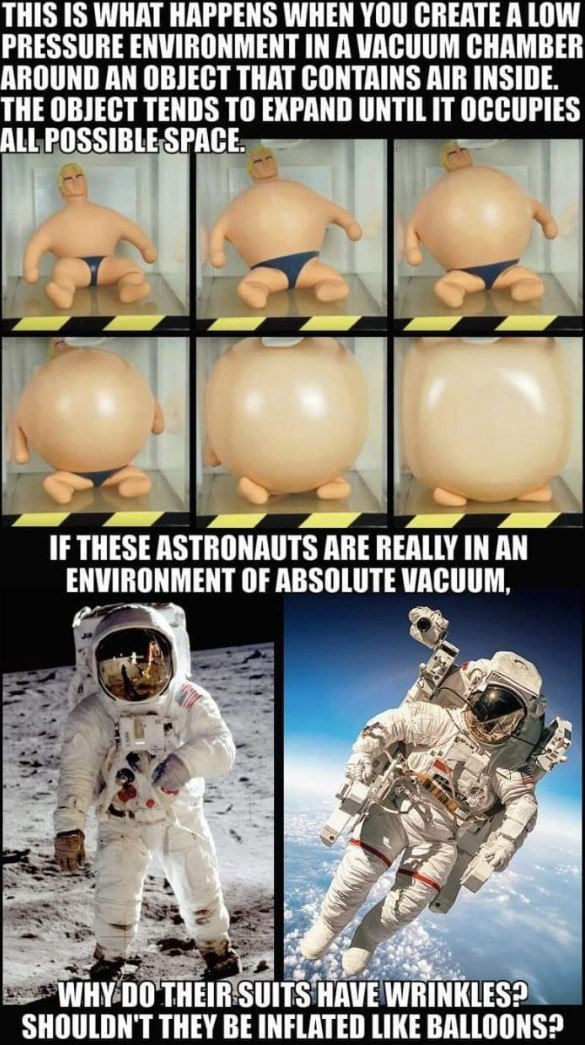 THIS IS WHAT HAPPENS WHEN YOU CREATE A LOW
PRESSURE ENVIRONMENT IN A VACUUM CHAMBER
AROUND AN OBJECT THAT CONTAINS AIR INSIDE.
THE OBJECT TENDS TO EXPAND UNTIL IT OCCUPIES
ALL POSSIBLE SPACE.
IF THESE ASTRONAUTS ARE REALLY IN AN
ENVIRONMENT OF ABSOLUTE VACUUM,
WHY DO THEIR SUITS HAVE WRINKLES?
SHOULDN'T THEY BE INFLATED LIKE BALLOONS?